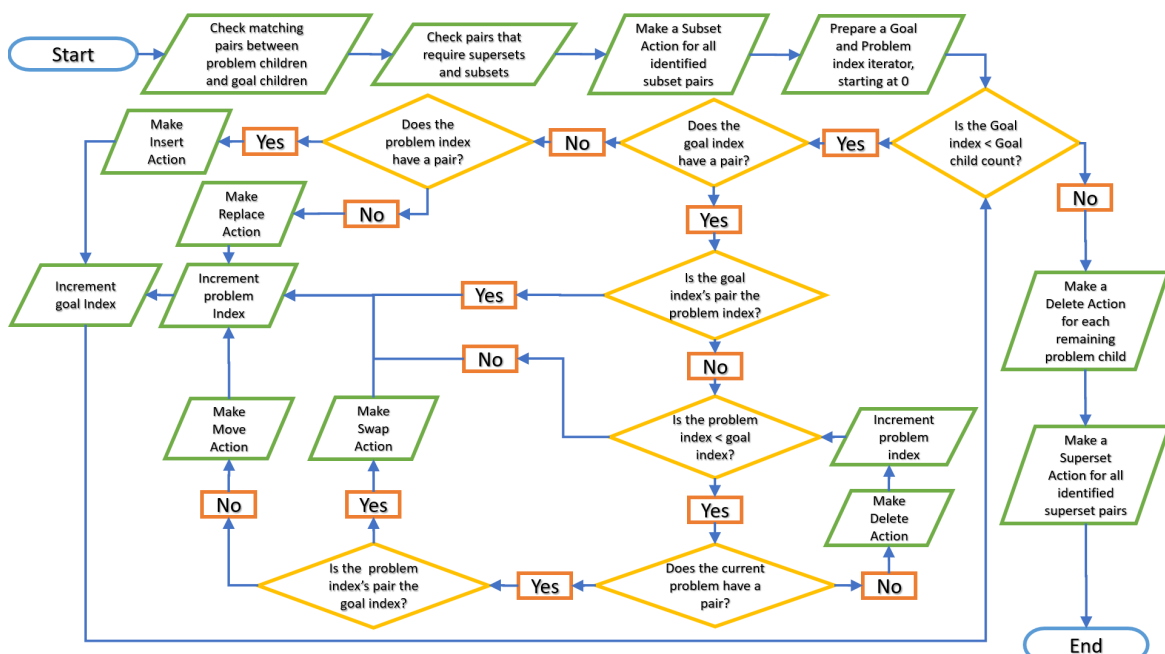 Start
Check matching
pairs between
problem children
and goal children
Check pairs that
require supersets
and subsets
Make a Subset
Action for all
identified
subset pairs
Prepare a Goal
and Problem
index iterator,
starting at 0
Make
Insert
Action
Yes
Does the
problem index
have a pair?
No
Does the
goal index
have a pair?
Yes
Is the Goal
index < Goal
child count?
No
Make
Replace
Action
No
Yes
Increment
goal Index
Increment
problem
Index
Yes
Is the goal
index's pair the
problem index?
Make a
Delete Action
for each
remaining
problem child
No
No
Make
Move
Action
Make
Swap
Action
Is the problem
index < goal
index?
Increment
problem
index
Make a
Superset
Action for all
identified
superset pairs
No
Yes
Yes
Make
Delete
Action
Is the  problem
index's pair the
goal index?
Yes
Does the current
problem have a
pair?
No
End